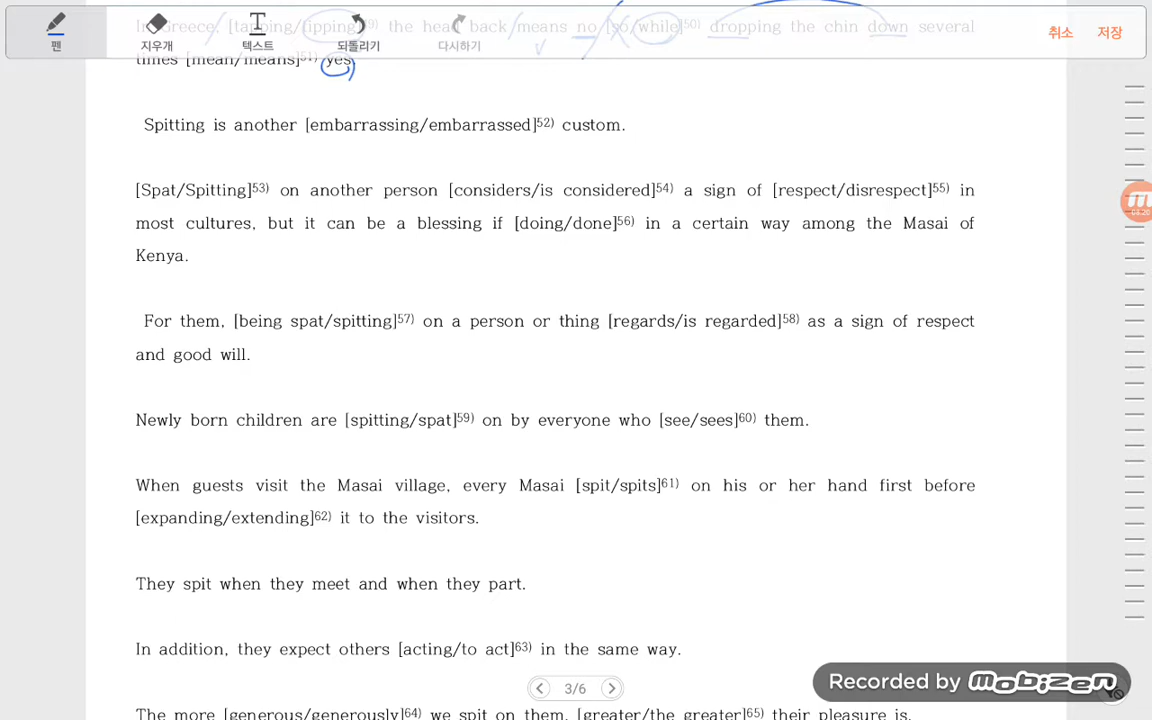 In Greece, [tapping/tipping]49) the head back/means no/[so/while]50) dropping the chin down several
펜
지우개
텍스트
되돌리기
다시하기
취소
저장
times [mean/means]51) yes.
Spitting is another [embarrassing/embarrassed]52) custom.
[Spat/Spitting]53) on another person [considers/is considered]54) a sign of [respect/disrespect]55) in
most cultures, but it can be a blessing if [doing/done]56) in a certain way among the Masai of
Kenya.
For them, [being spat/spitting]57) on a person or thing [regards/is regarded]58) as a sign of respect
and good will.
Newly born children are [spitting/spat]59) on by everyone who [see/sees]60) them.
When guests visit the Masai village, every Masai [spit/spits]61) on his or her hand first before
[expanding/extending]62) it to the visitors.
They spit when they meet and when they part.
In addition, they expect others [acting/to act]63) in the same way.
3/6
Recorded by mobizen
The more [generous/generously]64) we spit on them, [greater/the greater]65) their pleasure is.